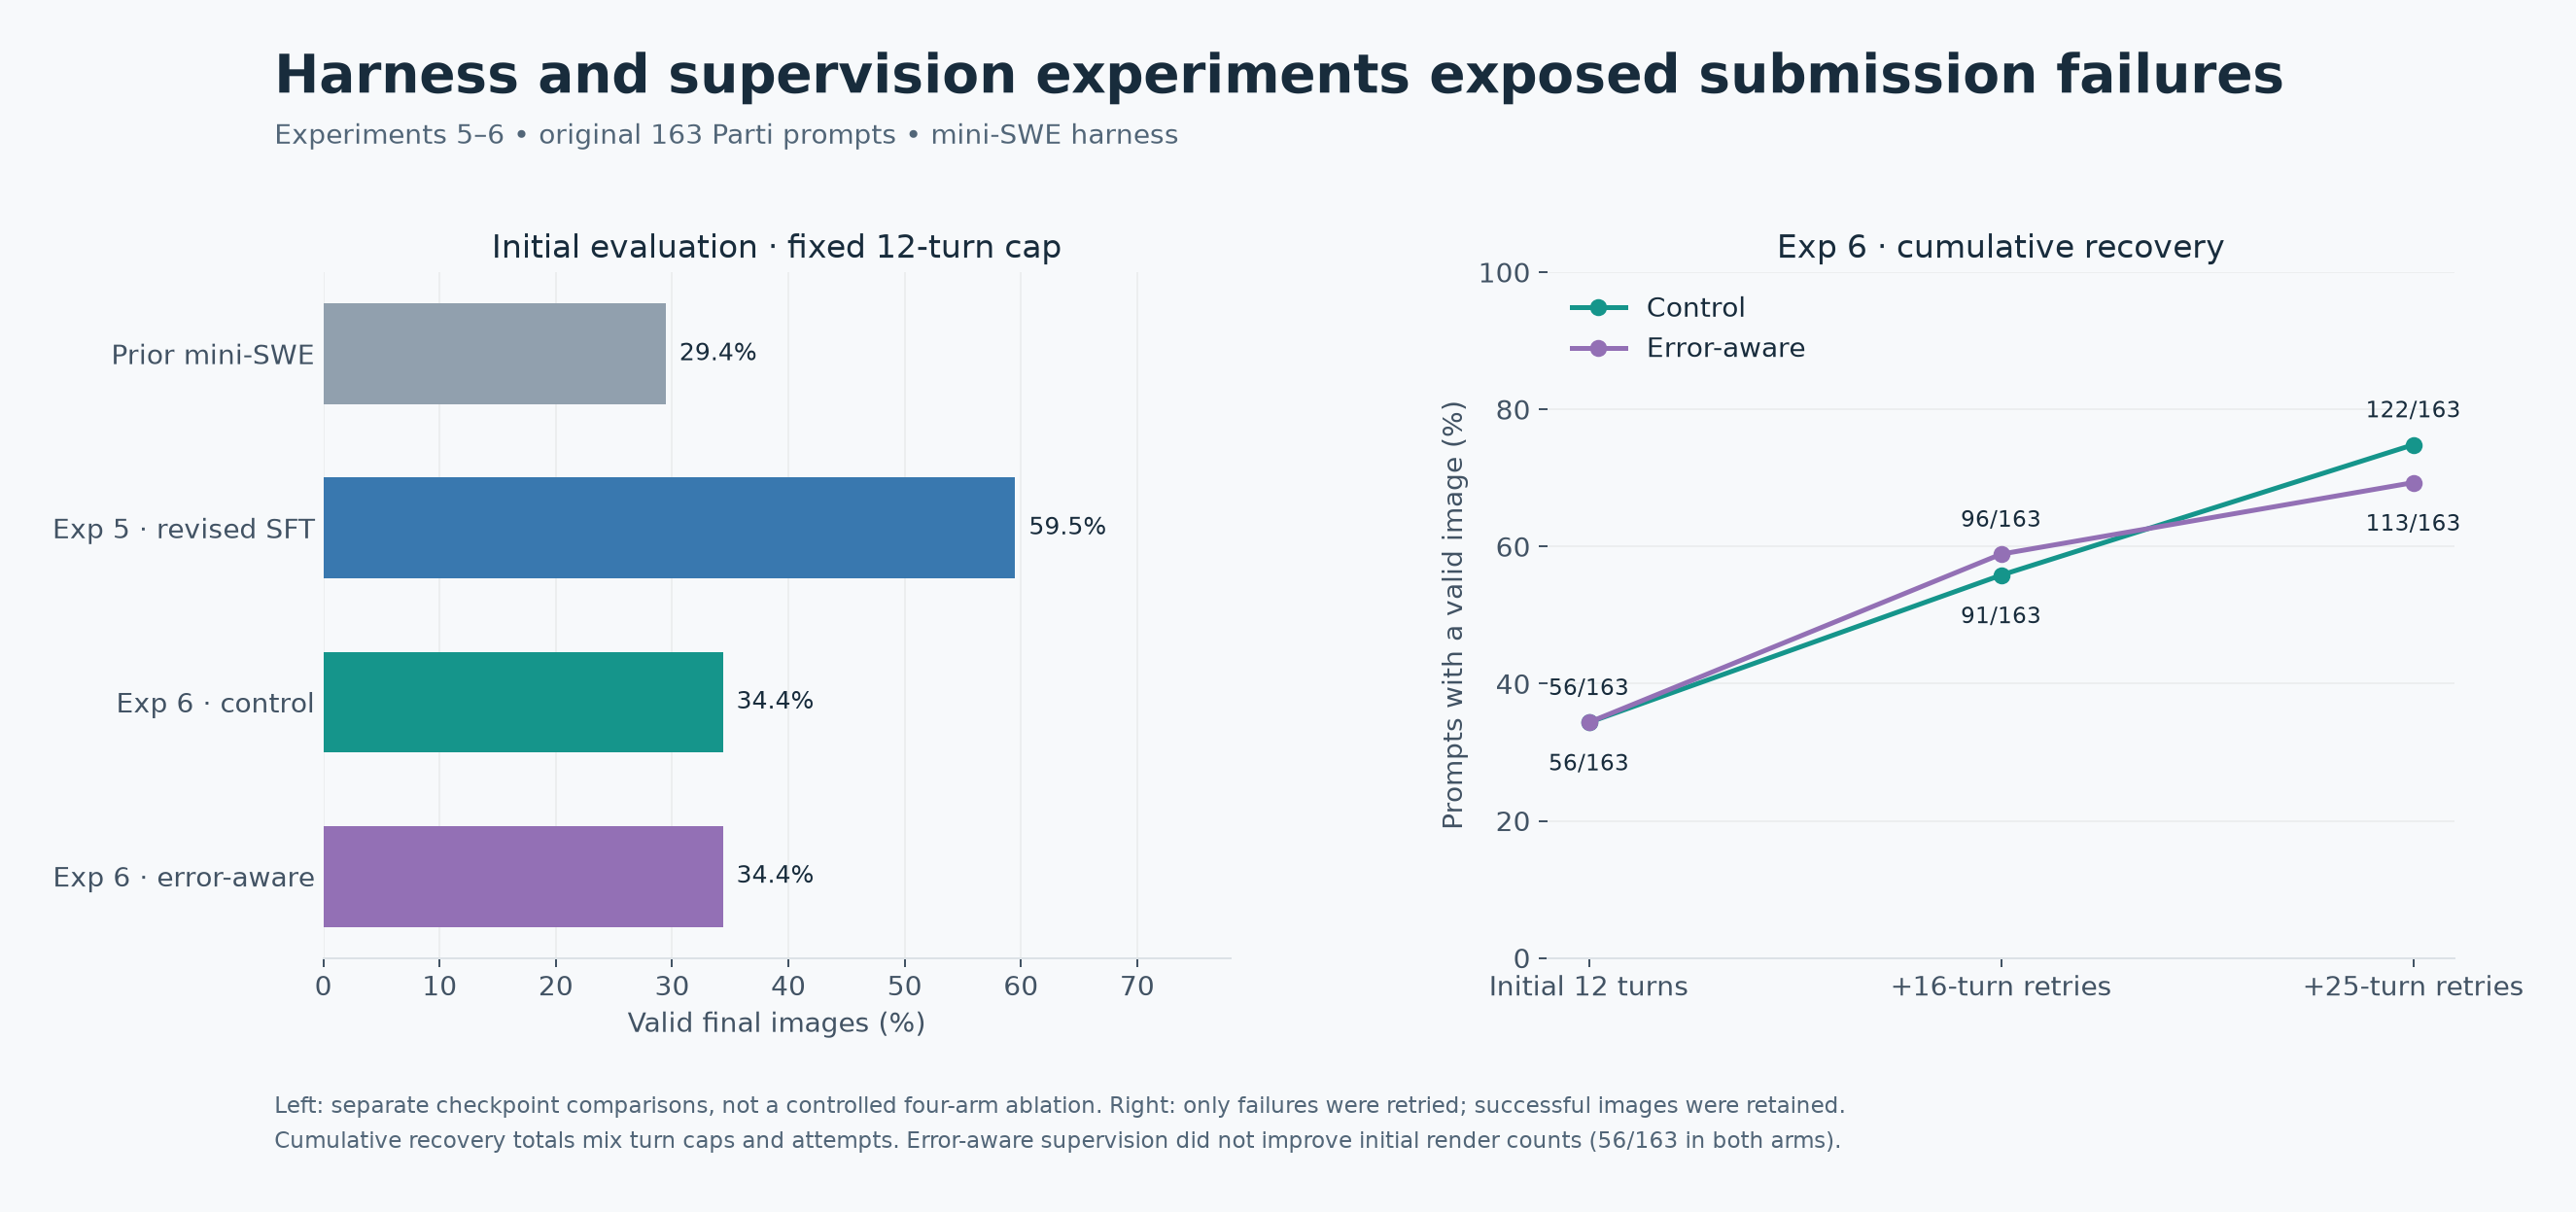 Harness and supervision experiments exposed submission failures
Experiments 5–6 • original 163 Parti prompts • mini-SWE harness
Initial evaluation · fixed 12-turn cap
Prior mini-SWE
29.4%
Exp 5 · revised SFT
59.5%
Exp 6 · control
34.4%
Exp 6 · error-aware
34.4%
0 10 20 30 40 50 60 70
Valid final images (%)
Exp 6 · cumulative recovery
Prompts with a valid image (%)
100
80
60
40
20
0
Control
Error-aware
122/163
113/163
96/163
91/163
56/163
56/163
Initial 12 turns +16-turn retries +25-turn retries
Left: separate checkpoint comparisons, not a controlled four-arm ablation. Right: only failures were retried; successful images were retained.
Cumulative recovery totals mix turn caps and attempts. Error-aware supervision did not improve initial render counts (56/163 in both arms).